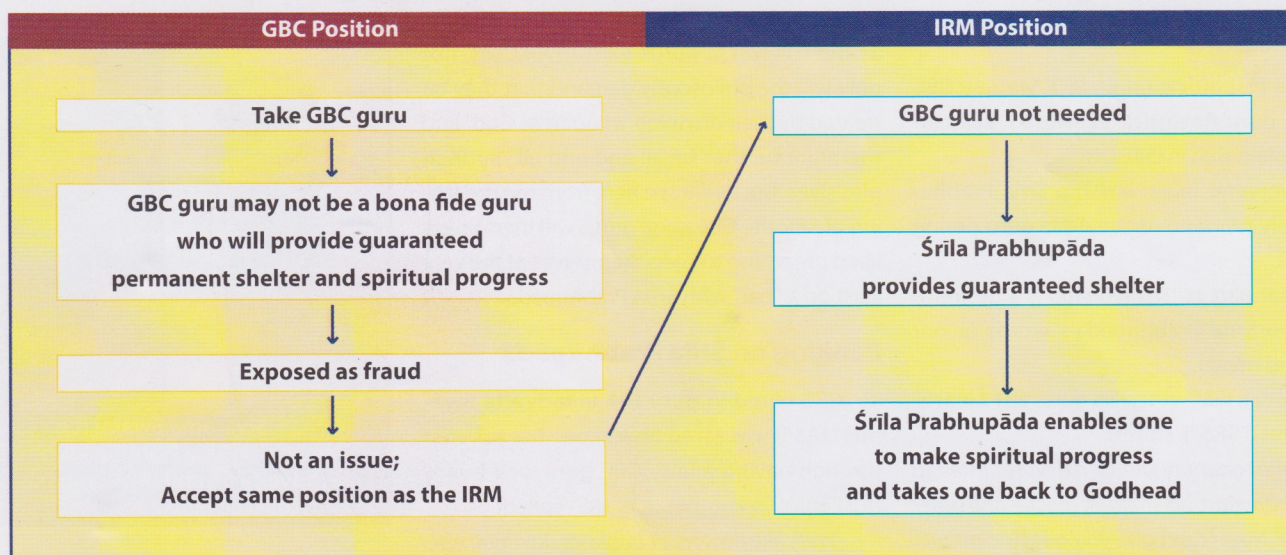 GBC Position
IRM Position
Take GBC guru
GBC guru may not be a bona fide guru
who will provide guaranteed
permanent shelter and spiritual progress
Exposed as fraud
Not an issue;
Accept same position as the IRM
GBC guru not needed
Śrīla Prabhupāda
provides guaranteed shelter
Śrīla Prabhupāda enables one
to make spiritual progress
and takes one back to Godhead